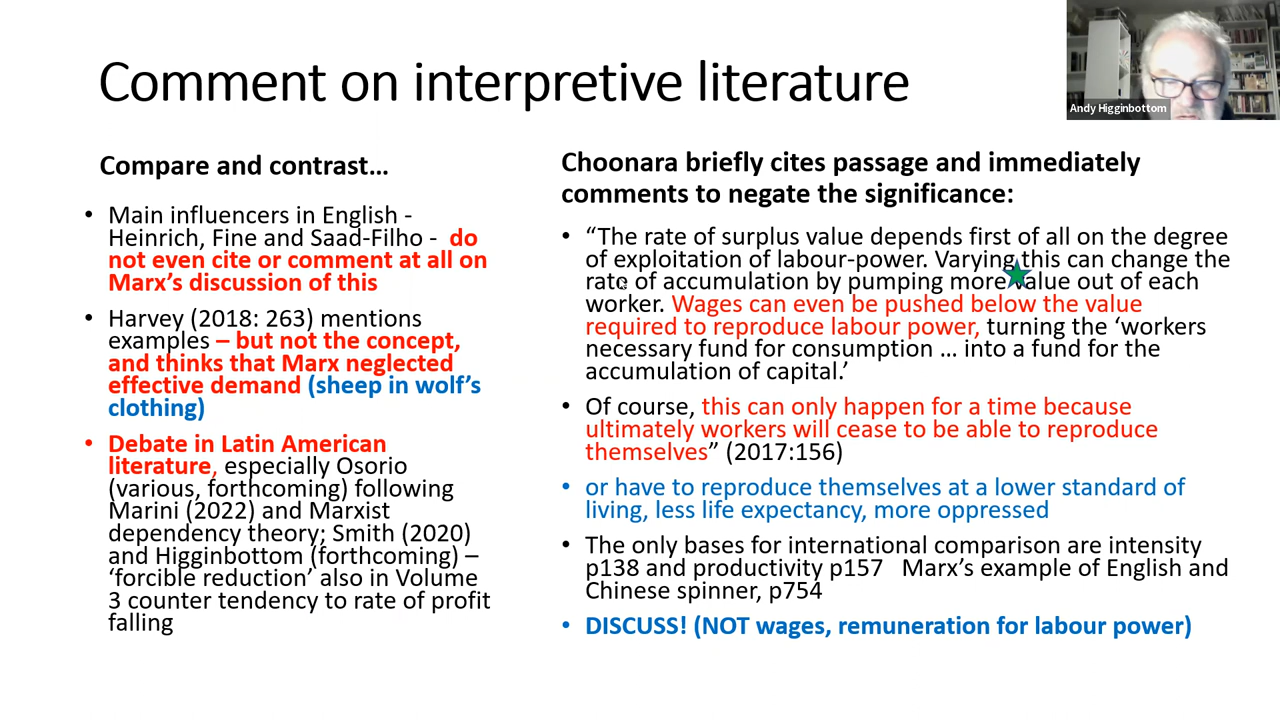 Comment on interpretive literature
Andy Higginbottom
Compare and contrast…
• Main influencers in English -
Heinrich, Fine and Saad-Filho - do
not even cite or comment at all on
Marx’s discussion of this
• Harvey (2018: 263) mentions
examples – but not the concept,
and thinks that Marx neglected
effective demand (sheep in wolf’s
clothing)
• Debate in Latin American
literature, especially Osorio
(various, forthcoming) following
Marini (2022) and Marxist
dependency theory; Smith (2020)
and Higginbottom (forthcoming) –
‘forcible reduction’ also in Volume
3 counter tendency to rate of profit
falling
Choonara briefly cites passage and immediately
comments to negate the significance:
• “The rate of surplus value depends first of all on the degree
of exploitation of labour-power. Varying this can change the
rate of accumulation by pumping more value out of each
worker. Wages can even be pushed below the value
required to reproduce labour power, turning the ‘workers
necessary fund for consumption … into a fund for the
accumulation of capital.’
• Of course, this can only happen for a time because
ultimately workers will cease to be able to reproduce
themselves” (2017:156)
• or have to reproduce themselves at a lower standard of
living, less life expectancy, more oppressed
• The only bases for international comparison are intensity
p138 and productivity p157 Marx’s example of English and
Chinese spinner, p754
• DISCUSS! (NOT wages, remuneration for labour power)